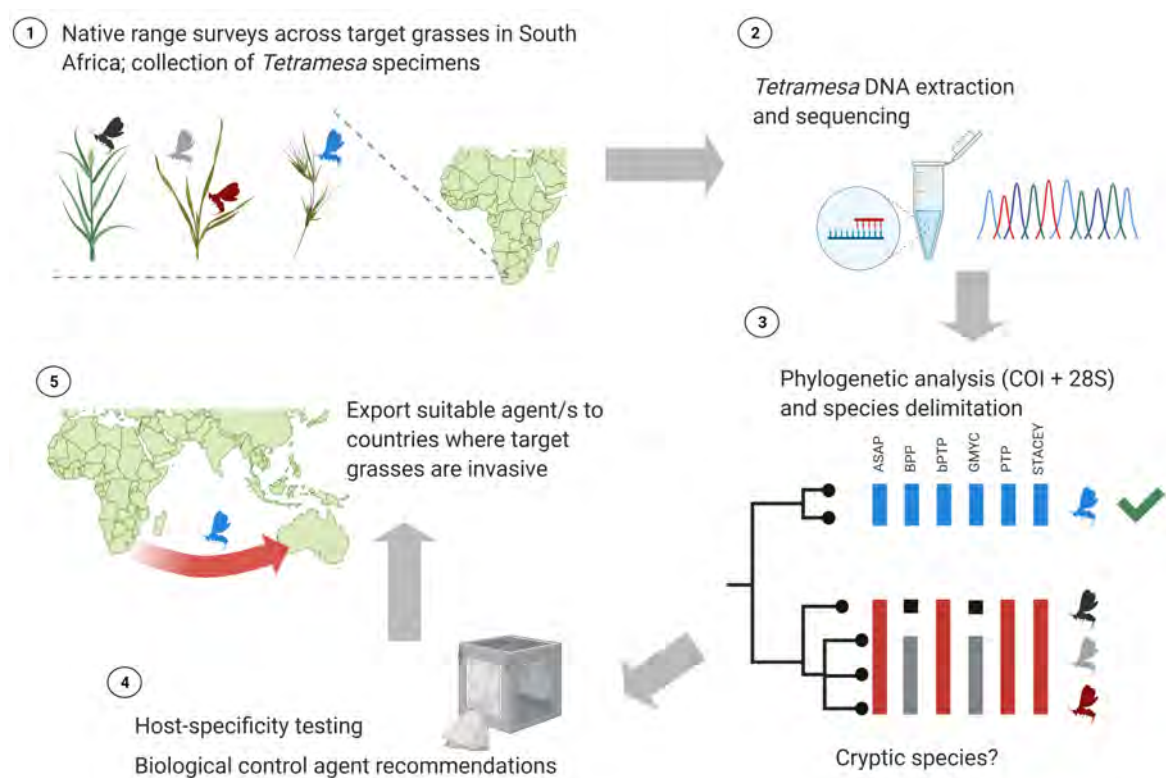 1
Native range surveys across target grasses in South
Africa; collection of Tetramesa specimens
2
Tetramesa DNA extraction
and sequencing
3
Phylogenetic analysis (COI + 28S)
and species delimitation
ASAP
BPP
bPTP
GMYC
PTP
STACEY
Cryptic species?
4
Host-specificity testing
Biological control agent recommendations
5
Export suitable agent/s to
countries where target
grasses are invasive